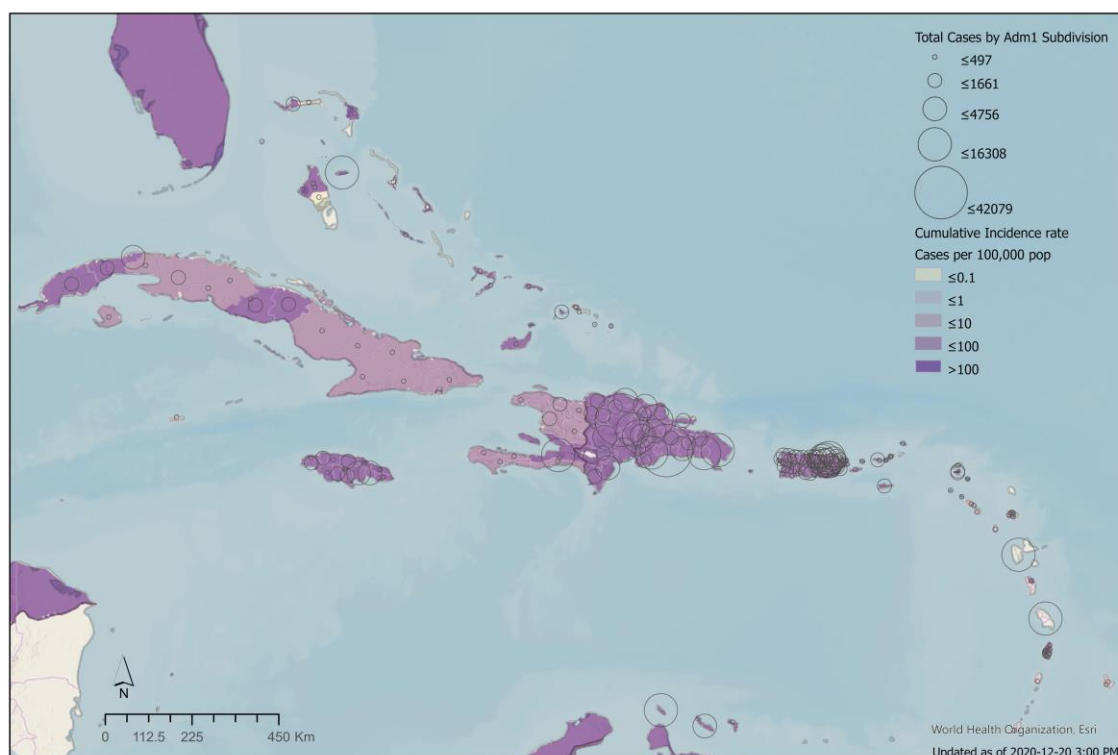 Total Cases by Adm1 Subdivision
≤497
≤1661
≤4756
≤16308
≤42079
Cumulative Incidence rate
Cases per 100,000 pop
≤0.1
≤1
≤10
≤100
>100
N
0 112.5 225 450 Km
World Health Organization, Esri
Updated as of 2020-12-20 3:00 PM